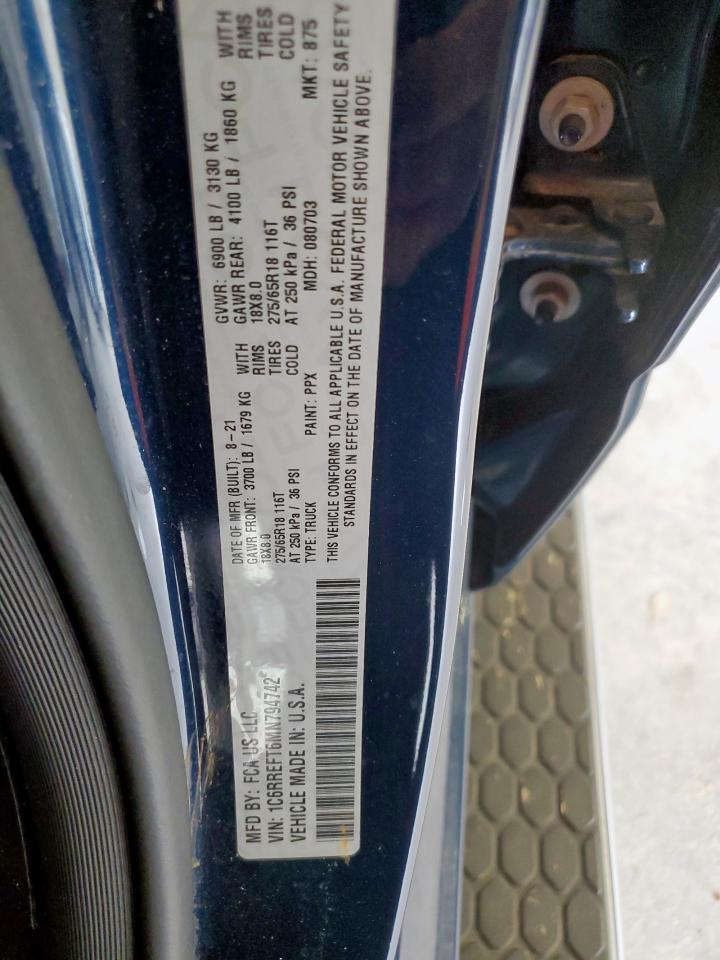 MFD BY: FCA US LLC
DATE OF MFR (BUILT): 8-21
GVWR: 6900 LB / 3130 KG
VIN: 1C6RREFT6MN794742
GAWR FRONT: 3700 LB / 1679 KG WITH
GAWR REAR: 4100 LB / 1860 KG WITH
18X8.0 RIMS
18X8.0 RIMS
275/65R18 116T TIRES
275/65R18 116T TIRES
AT 250 kPa / 36 PSI COLD
AT 250 kPa / 36 PSI COLD
VEHICLE MADE IN: U.S.A.
TYPE: TRUCK PAINT: PPX MDH: 080703 MKT: 875
THIS VEHICLE CONFORMS TO ALL APPLICABLE U.S.A. FEDERAL MOTOR VEHICLE SAFETY
STANDARDS IN EFFECT ON THE DATE OF MANUFACTURE SHOWN ABOVE.